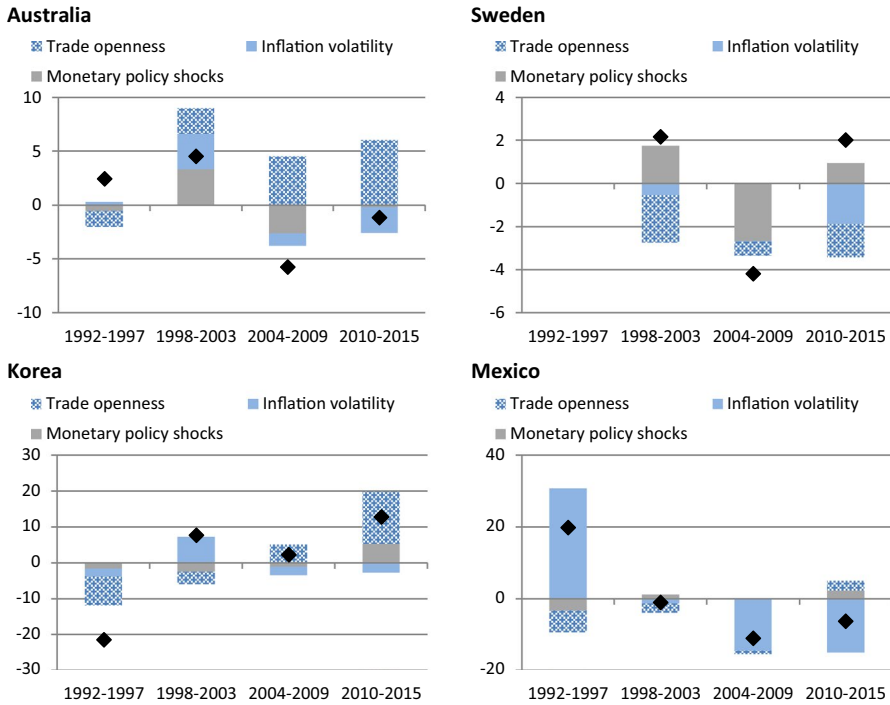 Australia
Trade openness Inflation volatility
Monetary policy shocks
10
5
0
-5
-10
1992-1997 1998-2003 2004-2009 2010-2015
Sweden
Trade openness Inflation volatility
Monetary policy shocks
4
2
0
-2
-4
-6
1992-1997 1998-2003 2004-2009 2010-2015
Korea
Trade openness Inflation volatility
Monetary policy shocks
30
20
10
0
-10
-20
-30
1992-1997 1998-2003 2004-2009 2010-2015
Mexico
Trade openness Inflation volatility
Monetary policy shocks
40
20
0
-20
1992-1997 1998-2003 2004-2009 2010-2015